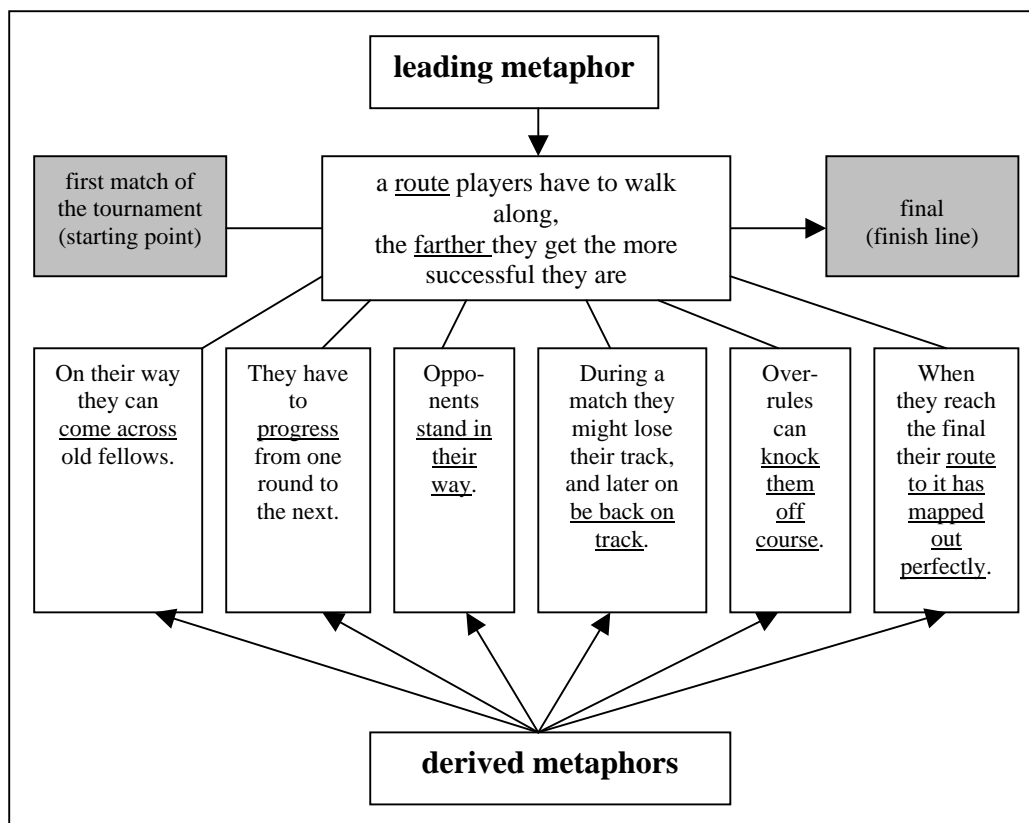 leading metaphor
first match of
the tournament
(starting point)
a route players have to walk
along,
the farther they get the more
successful they are
final
(finish line)
On their way
they can
come across
old fellows.
They have
to
progress
from one
round to
the next.
Oppo-
nents
stand in
their
way.
During a
match they
might lose
their track,
and later on
be back on
track.
Over-
rules
can
knock
them
off
course.
When
they reach
the final
their route
to it has
mapped
out
perfectly.
derived metaphors